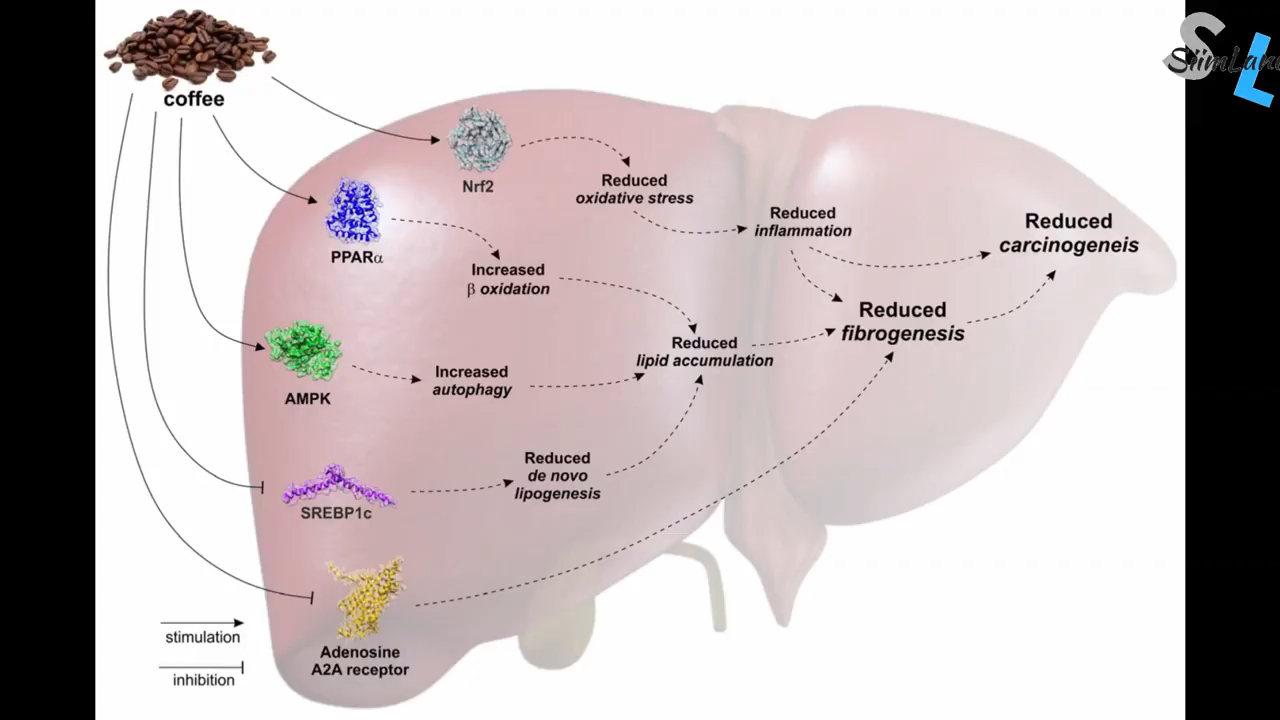 coffee
Nrf2
Reduced
oxidative stress
Reduced
inflammation
Reduced
carcinogeneis
PPARα
Increased
β oxidation
Reduced
fibrogenesis
Reduced
lipid accumulation
AMPK
Increased
autophagy
SREBP1c
Reduced
de novo
lipogenesis
Adenosine
A2A receptor
stimulation
inhibition
S
L